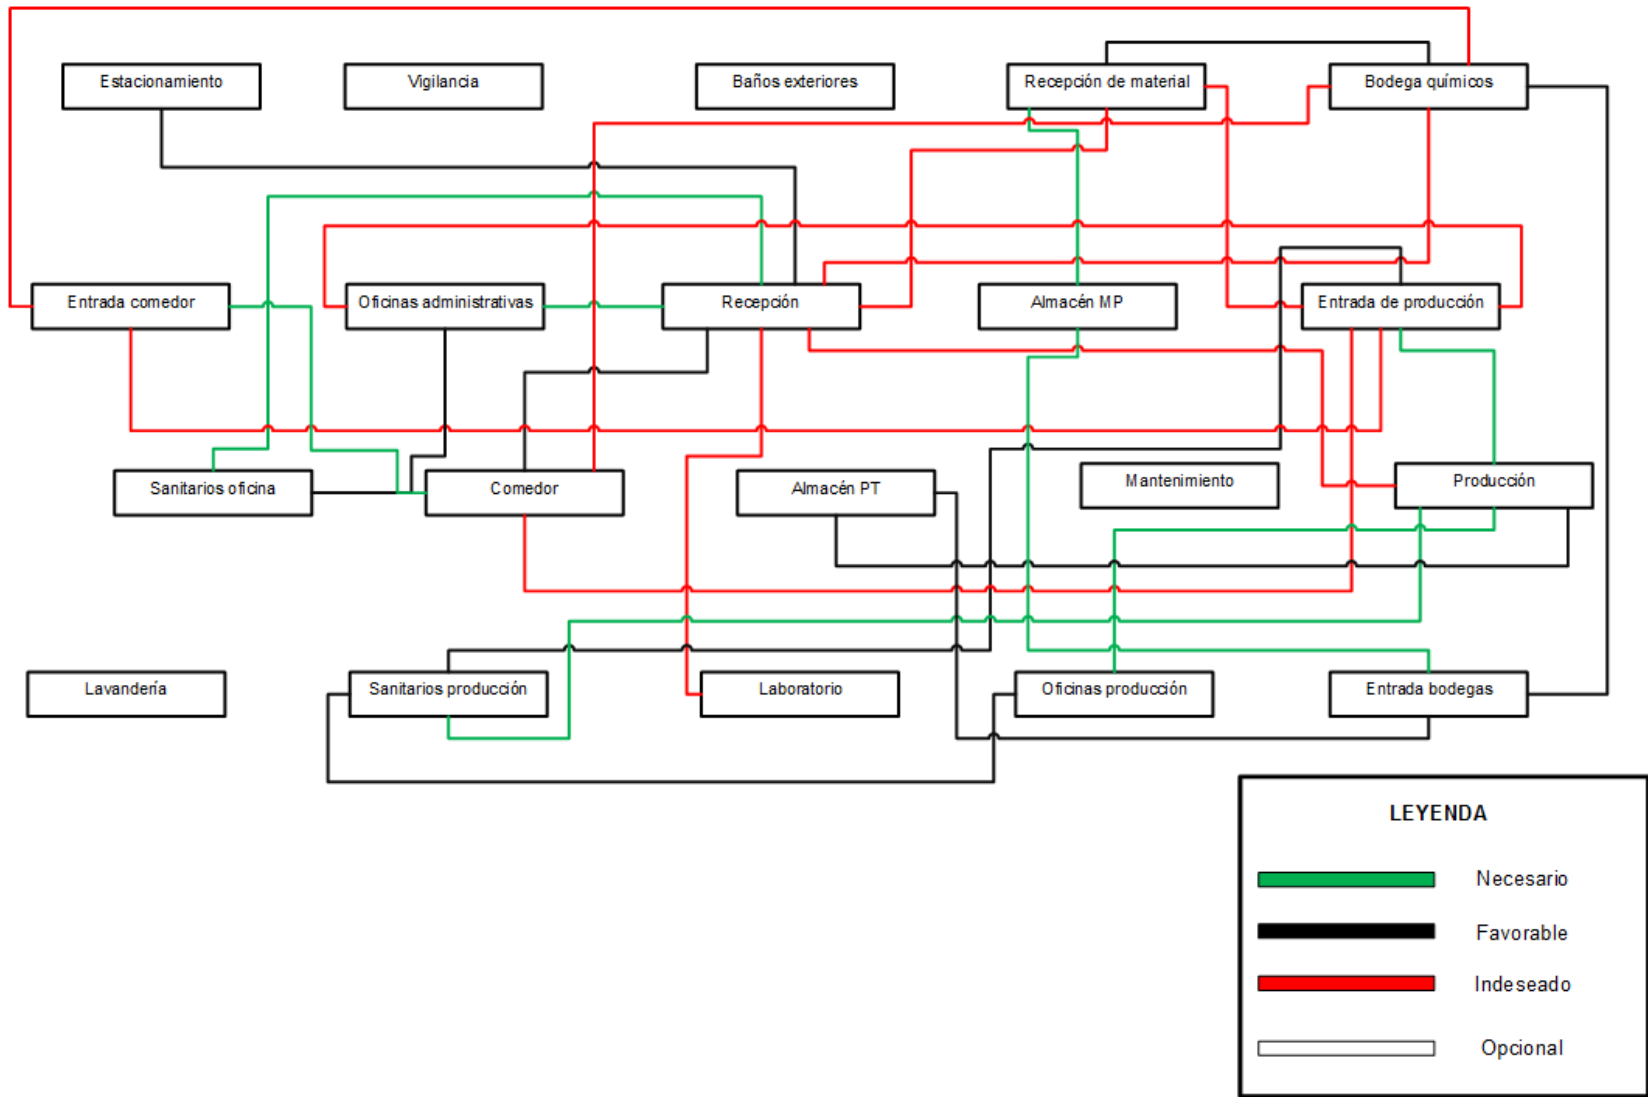 Estacionamiento
Vigilancia
Baños exteriores
Recepción de material
Bodega químicos
Entrada comedor
Oficinas administrativas
Recepción
Almacén MP
Entrada de producción
Sanitarios oficina
Comedor
Almacén PT
Mantenimiento
Producción
Lavandería
Sanitarios producción
Laboratorio
Oficinas producción
Entrada bodegas
LEYENDA
Necesario
Favorable
Indeseado
Opcional